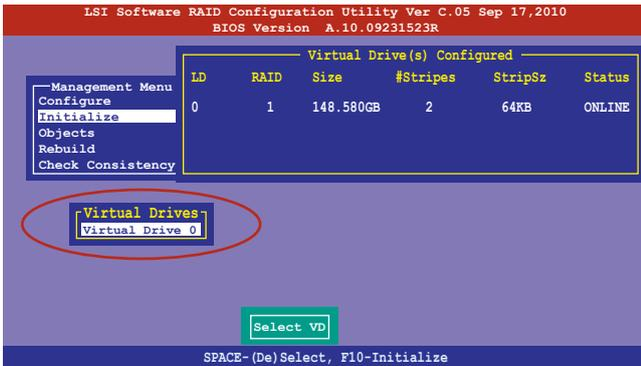 LSI Software RAID Configuration Utility Ver C.05 Sep 17,2010
BIOS Version A.10.09231523R
Virtual Drive(s) Configured
LD RAID Size #Stripes StripSz Status
0 1 148.580GB 2 64KB ONLINE
Management Menu
Configure
Initialize
Objects
Rebuild
Check Consistency
Virtual Drives
Virtual Drive 0
Select VD
SPACE-(De)Select, F10-Initialize